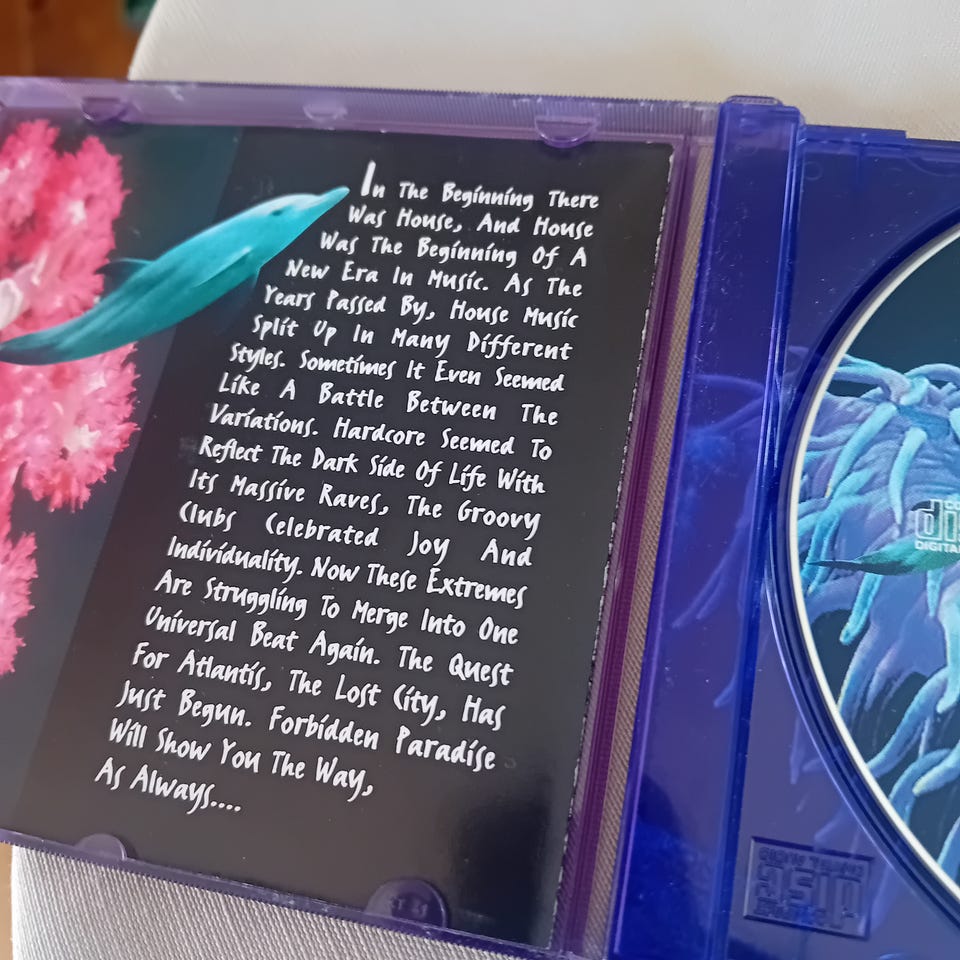 In The Beginning There
Was House, And House
Was The Beginning Of A
New Era In Music. As The
Years Passed By, House Music
Split Up In Many Different
Styles. Sometimes It Even Seemed
Like A Battle Between The
Variations. Hardcore Seemed To
Reflect The Dark Side Of Life With
Its Massive Raves, The Groovy
Clubs Celebrated Joy And
Individuality. Now These Extremes
Are Struggling To Merge Into One
Universal Beat Again. The Quest
For Atlantis, The Lost City, Has
Just Begun. Forbidden Paradise
Will Show You The Way,
As Always....